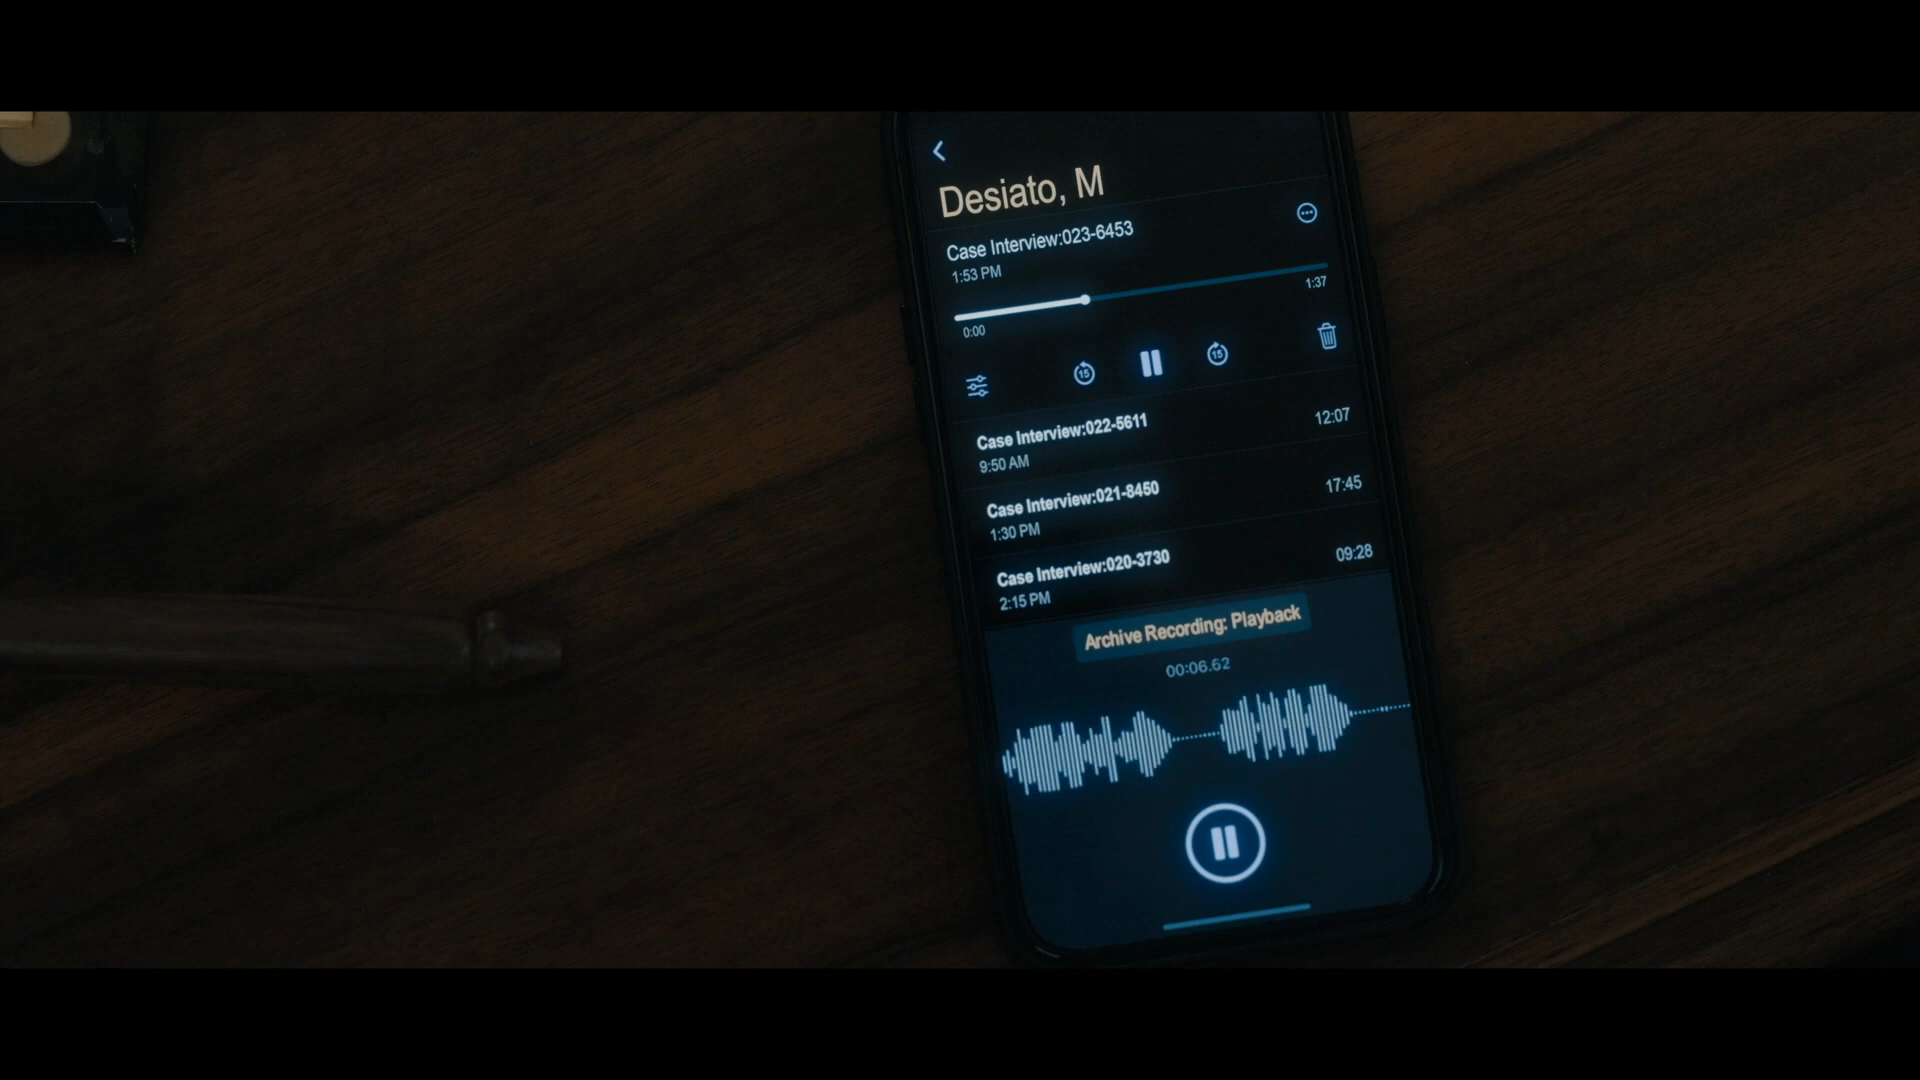 Desiato, M
Case Interview:023-6453
1:53 PM
0:00
1:37
15
15
Case Interview:022-5611
9:50 AM
12:07
Case Interview:021-8450
1:30 PM
17:45
Case Interview:020-3730
2:15 PM
09:28
Archive Recording: Playback
00:06.62